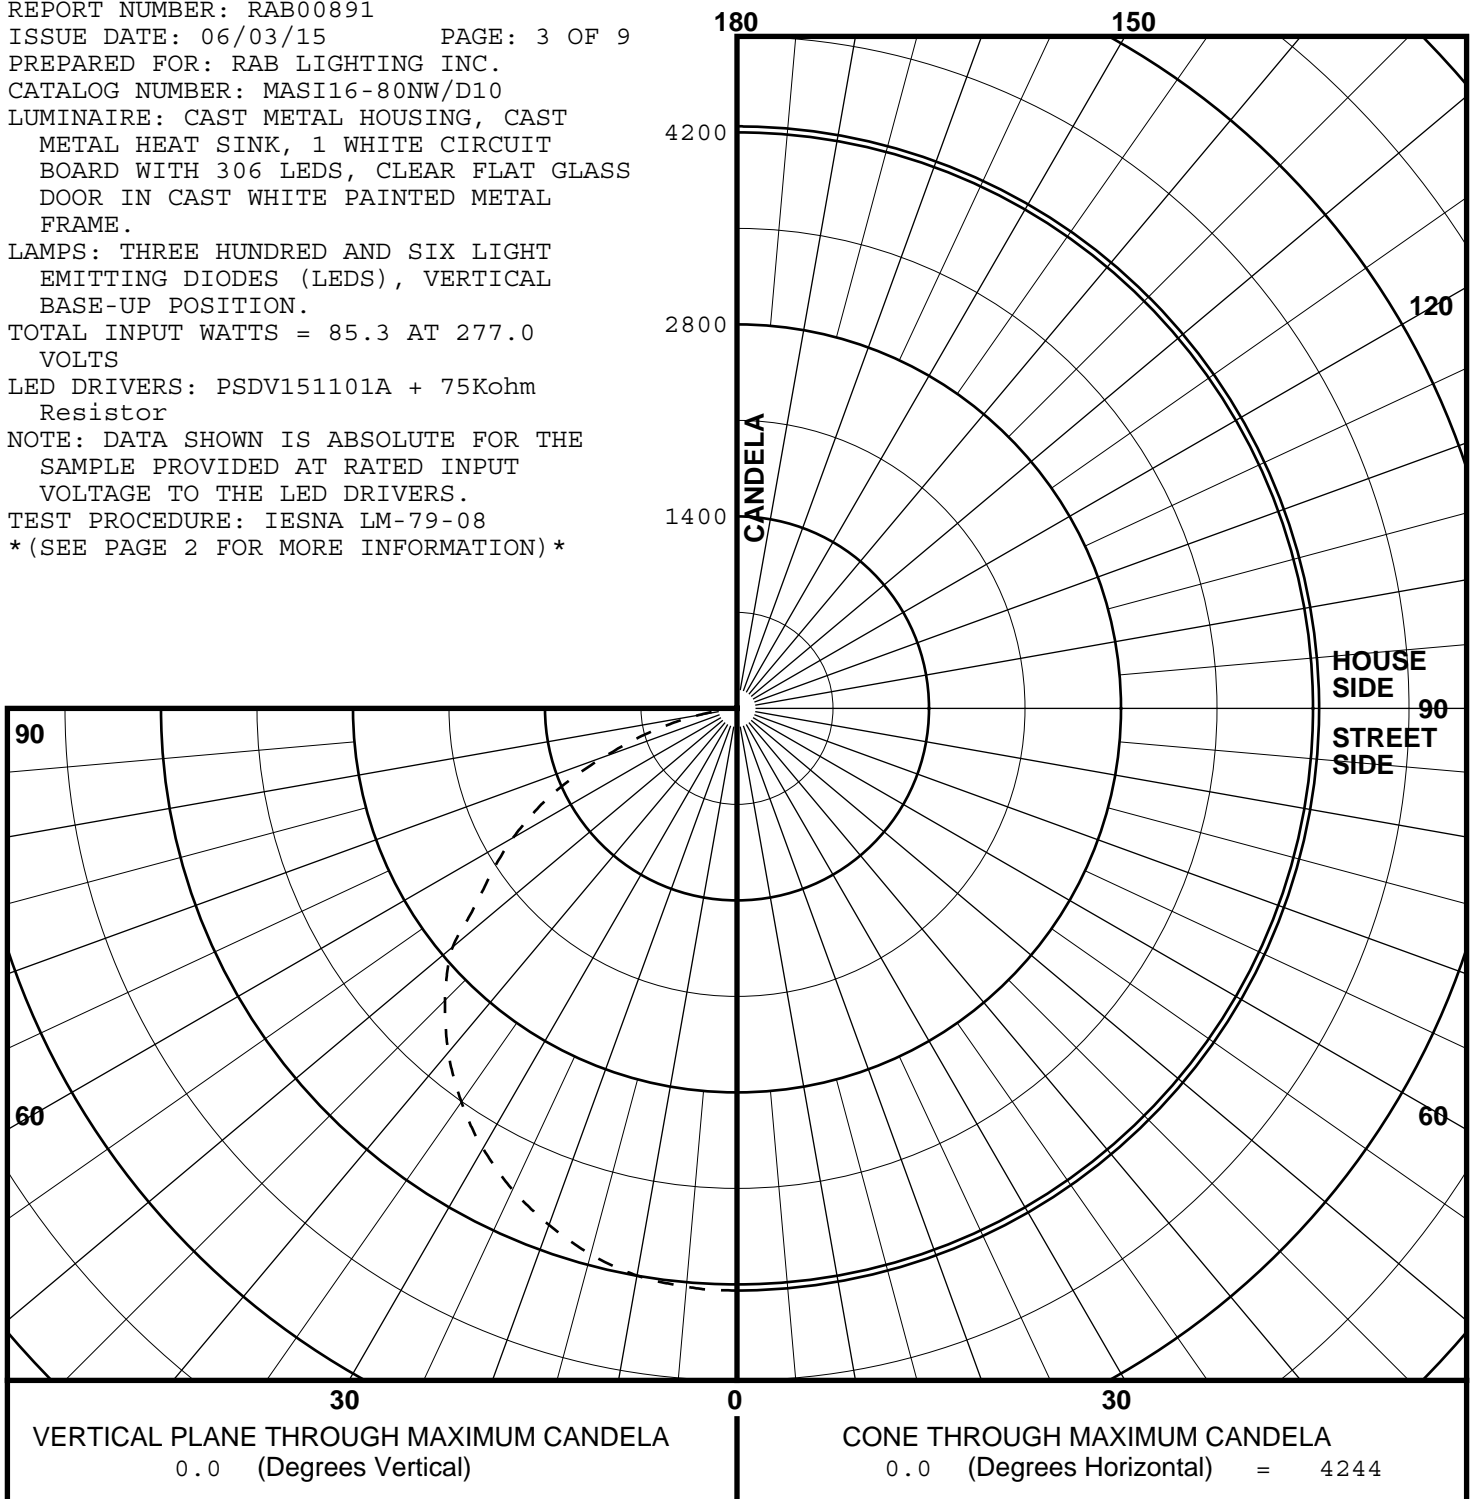 REPORT NUMBER: RAB00891
ISSUE DATE: 06/03/15 PAGE: 3 OF 9
PREPARED FOR: RAB LIGHTING INC.
CATALOG NUMBER: MASI16-80NW/D10
LUMINAIRE: CAST METAL HOUSING, CAST
METAL HEAT SINK, 1 WHITE CIRCUIT
BOARD WITH 306 LEDS, CLEAR FLAT GLASS
DOOR IN CAST WHITE PAINTED METAL
FRAME.
LAMPS: THREE HUNDRED AND SIX LIGHT
EMITTING DIODES (LEDS), VERTICAL
BASE-UP POSITION.
TOTAL INPUT WATTS = 85.3 AT 277.0
VOLTS
LED DRIVERS: PSDV151101A + 75Kohm
Resistor
NOTE: DATA SHOWN IS ABSOLUTE FOR THE
SAMPLE PROVIDED AT RATED INPUT
VOLTAGE TO THE LED DRIVERS.
TEST PROCEDURE: IESNA LM-79-08
*(SEE PAGE 2 FOR MORE INFORMATION)*
180
150
4200
120
2800
CANDELA
1400
HOUSE
SIDE
90
90
STREET
SIDE
60
60
30
0
30
VERTICAL PLANE THROUGH MAXIMUM CANDELA
0.0 (Degrees Vertical)
CONE THROUGH MAXIMUM CANDELA
0.0 (Degrees Horizontal) = 4244